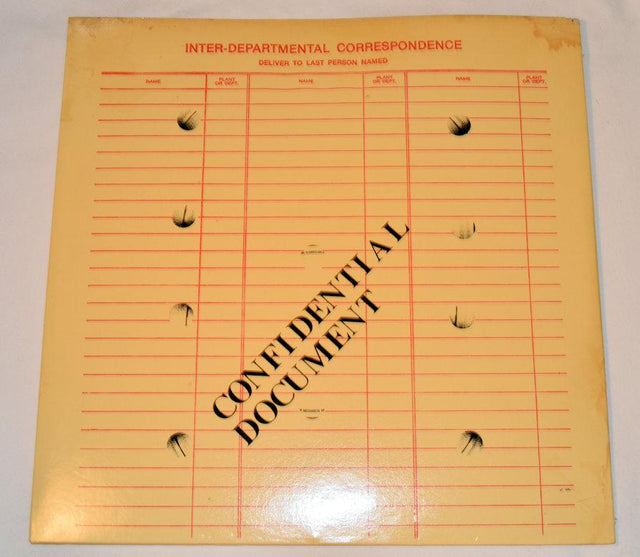 INTER-DEPARTMENTAL CORRESPONDENCE
DELIVER TO LAST PERSON NAMED
NAME PLANT OR DEPT. NAME PLANT OR DEPT. NAME PLANT OR DEPT.
CONFIDENTIAL
DOCUMENT